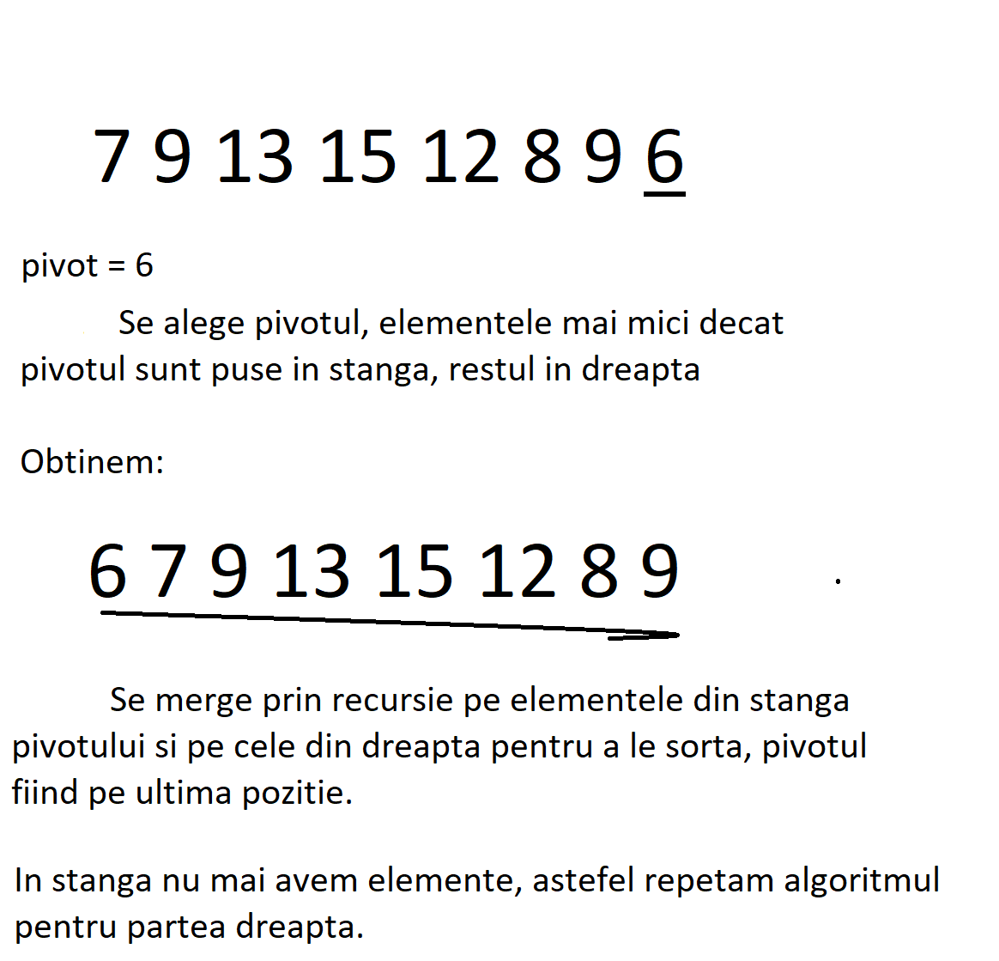 7 9 13 15 12 8 9 6
pivot = 6
Se alege pivotul, elementele mai mici decat
pivotul sunt puse in stanga, restul in dreapta
Obtinem:
6 7 9 13 15 12 8 9
Se merge prin recursie pe elementele din stanga
pivotului si pe cele din dreapta pentru a le sorta, pivotul
fiind pe ultima pozitie.
In stanga nu mai avem elemente, astefel repetam algoritmul
pentru partea dreapta.